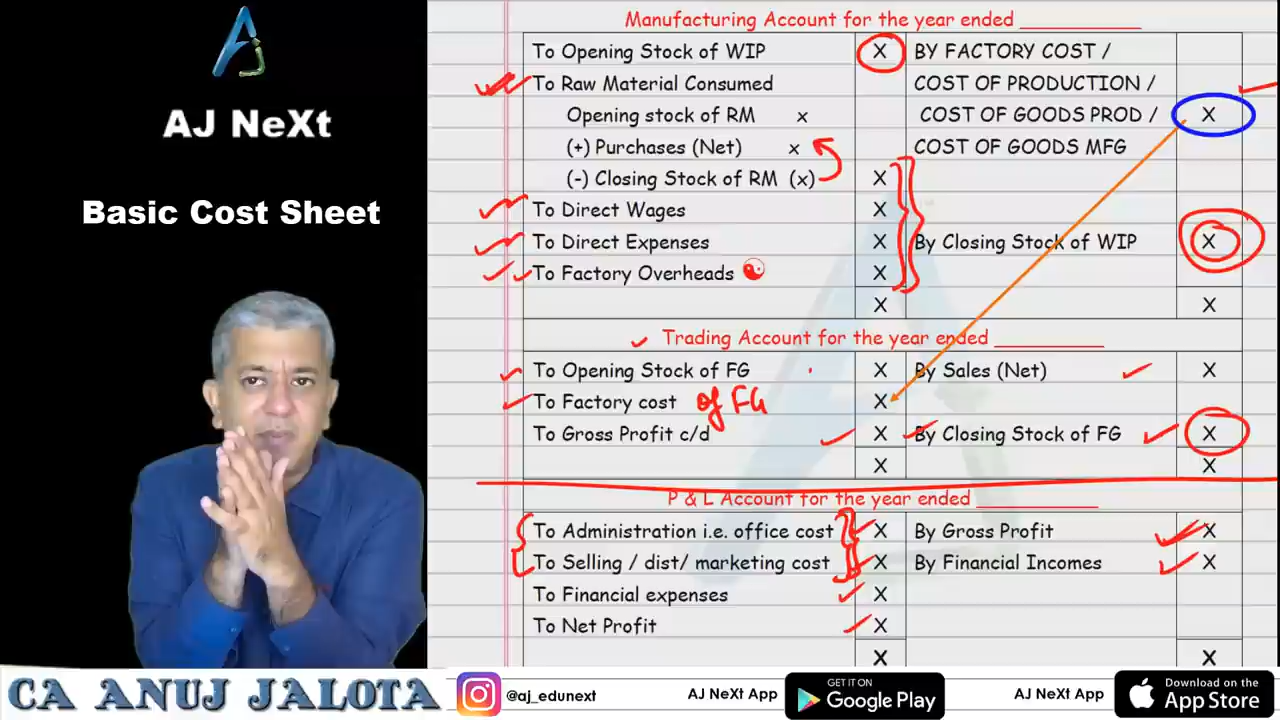 AJ NeXt
Basic Cost Sheet
Manufacturing Account for the year ended ____________
To Opening Stock of WIP X BY FACTORY COST /
To Raw Material Consumed COST OF PRODUCTION /
Opening stock of RM x COST OF GOODS PROD / X
(+) Purchases (Net) x COST OF GOODS MFG
(-) Closing Stock of RM (x) X
To Direct Wages X
To Direct Expenses X By Closing Stock of WIP X
To Factory Overheads X
X X
Trading Account for the year ended ___________
To Opening Stock of FG X By Sales (Net) X
To Factory cost of FG X
To Gross Profit c/d X By Closing Stock of FG X
X X
P & L Account for the year ended ____________
To Administration i.e. office cost X By Gross Profit X
To Selling / dist/ marketing cost X By Financial Incomes X
To Financial expenses X
To Net Profit X
X X
CA ANUJ JALOTA @aj_edunext AJ NeXt App GET IT ON Google Play AJ NeXt App Download on the App Store